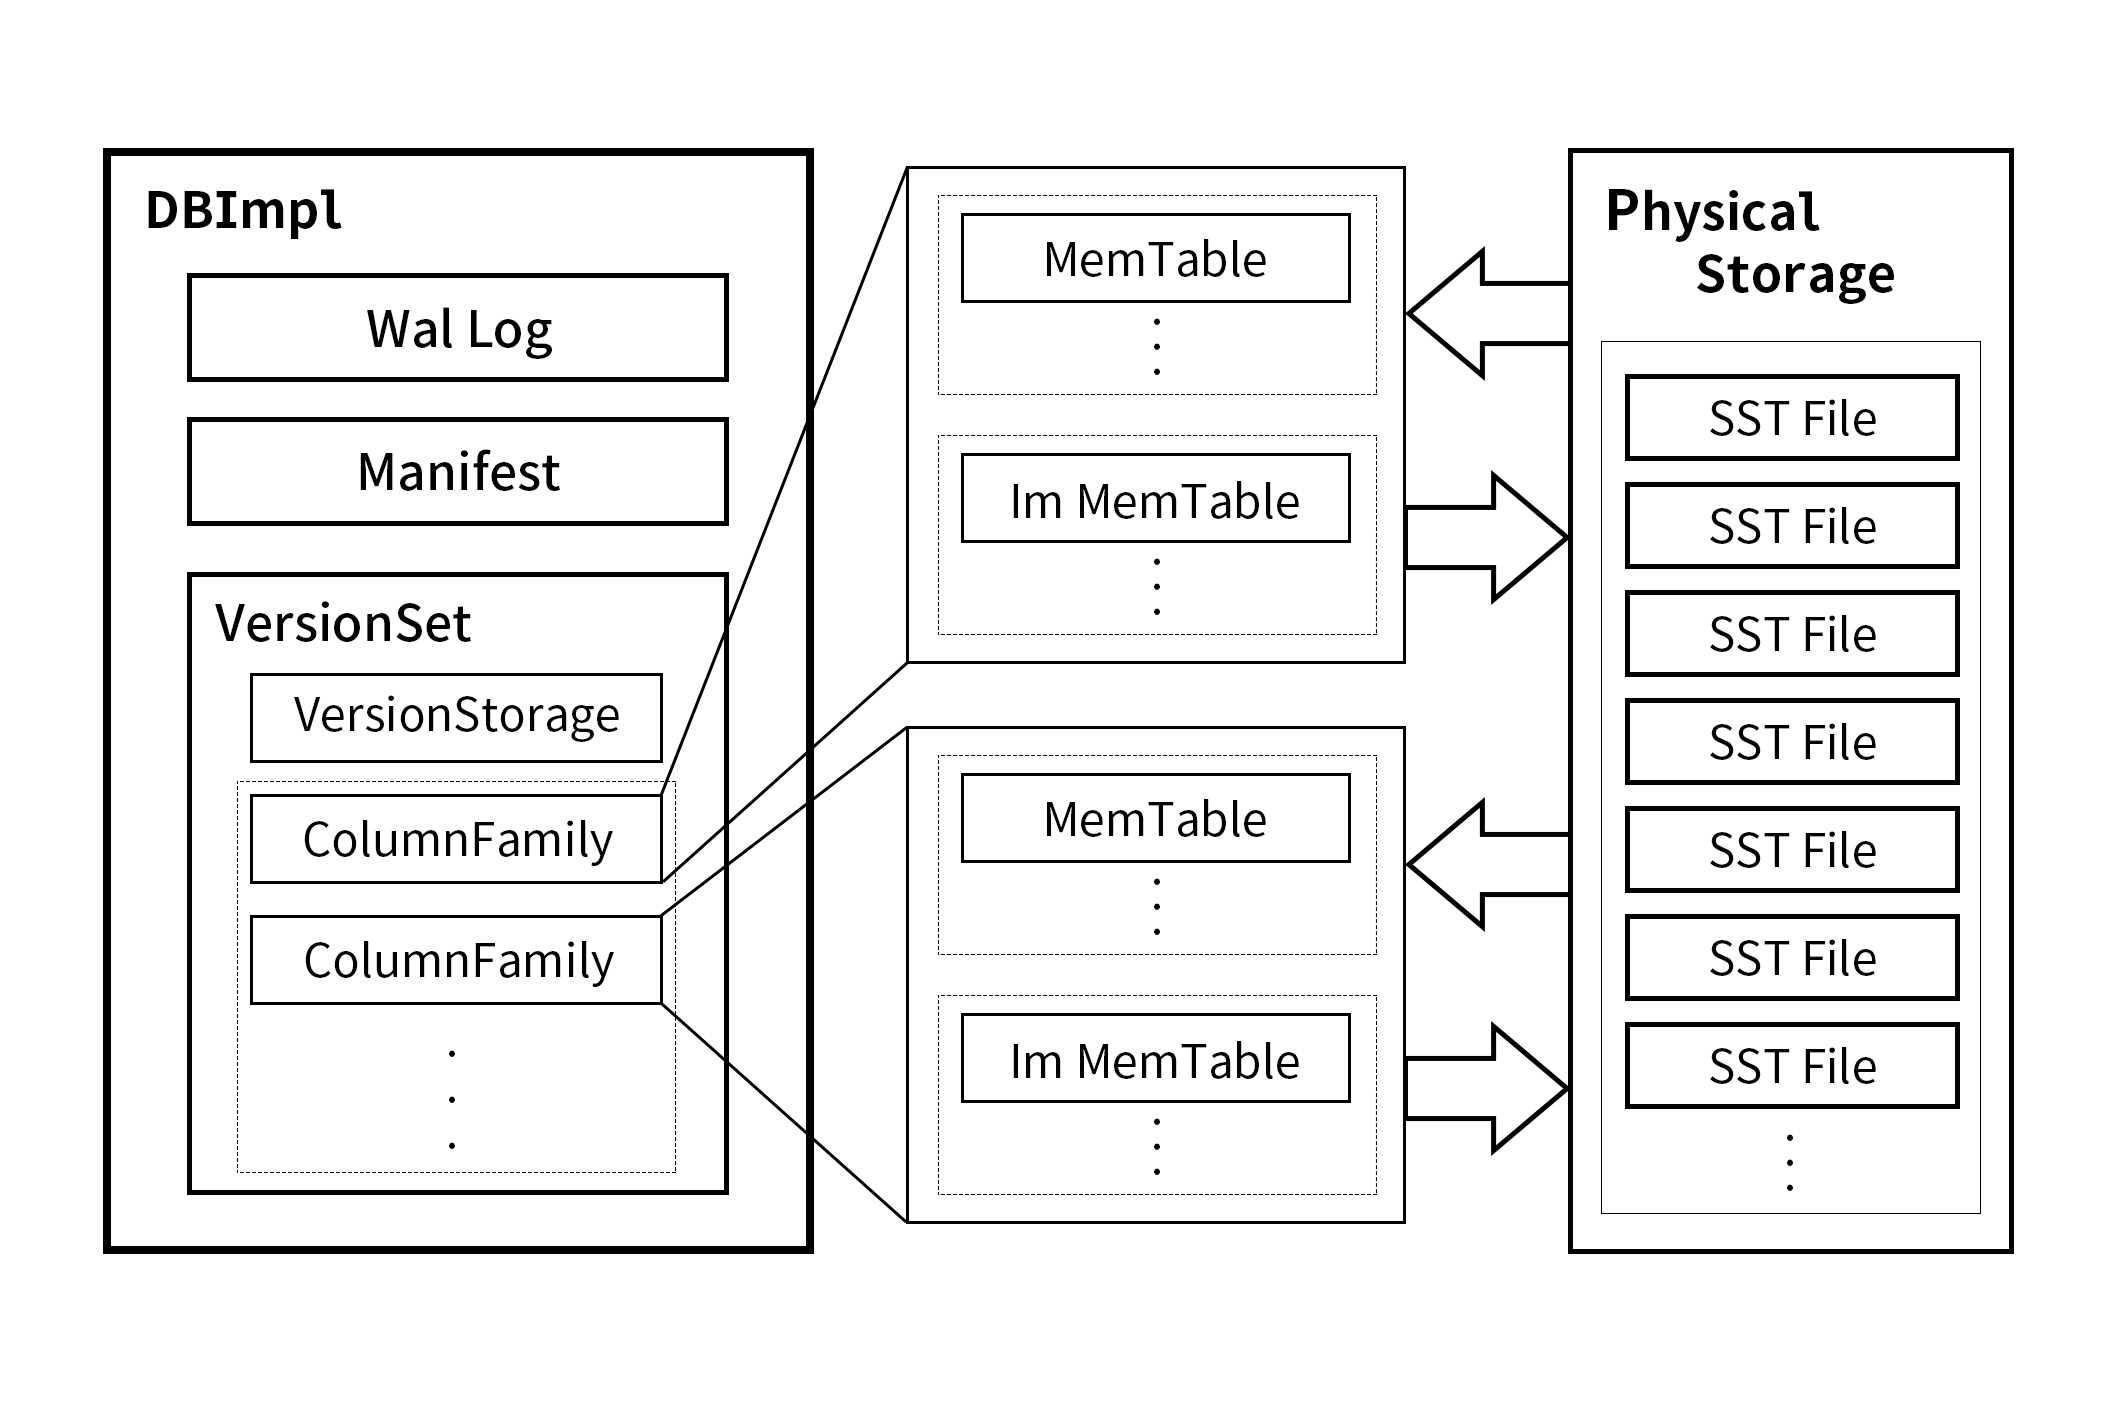 DBImpl
Wal Log
Manifest
VersionSet
VersionStorage
ColumnFamily
ColumnFamily
MemTable
Im MemTable
MemTable
Im MemTable
Physical
Storage
SST File
SST File
SST File
SST File
SST File
SST File
SST File